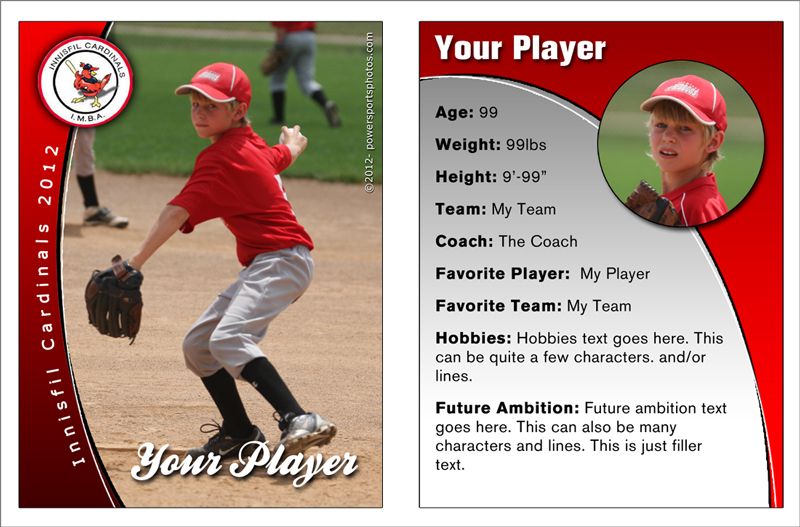 INNISFIL CARDINALS
I.M.B.A.
Innisfil Cardinals 2012
©2012- powersportsphotos.com
Your Player
Your Player
Age: 99
Weight: 99lbs
Height: 9'-99"
Team: My Team
Coach: The Coach
Favorite Player: My Player
Favorite Team: My Team
Hobbies: Hobbies text goes here. This
can be quite a few characters. and/or
lines.
Future Ambition: Future ambition text
goes here. This can also be many
characters and lines. This is just filler
text.